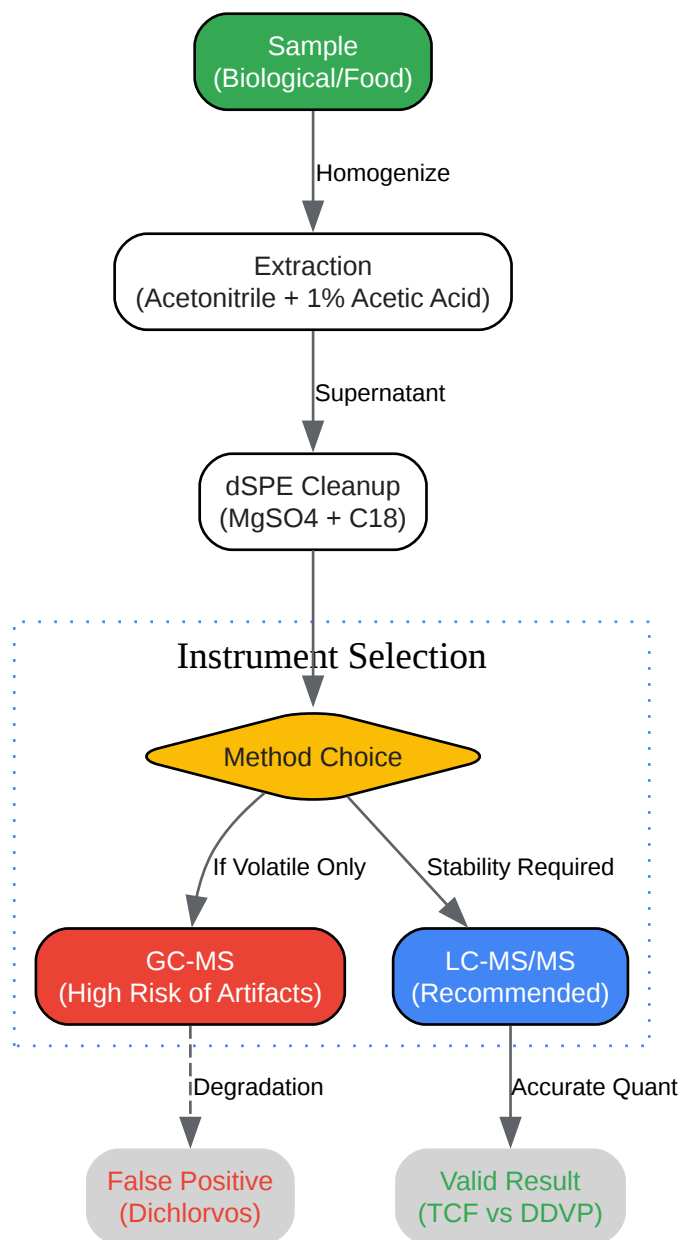 Sample
(Biological/Food)
Homogenize
Extraction
(Acetonitrile + 1% Acetic Acid)
Supernatant
dSPE Cleanup
(MgSO4 + C18)
Instrument Selection
Method Choice
If Volatile Only
Stability Required
GC-MS
(High Risk of Artifacts)
LC-MS/MS
(Recommended)
Degradation
Accurate Quant
False Positive
(Dichlorvos)
Valid Result
(TCF vs DDVP)